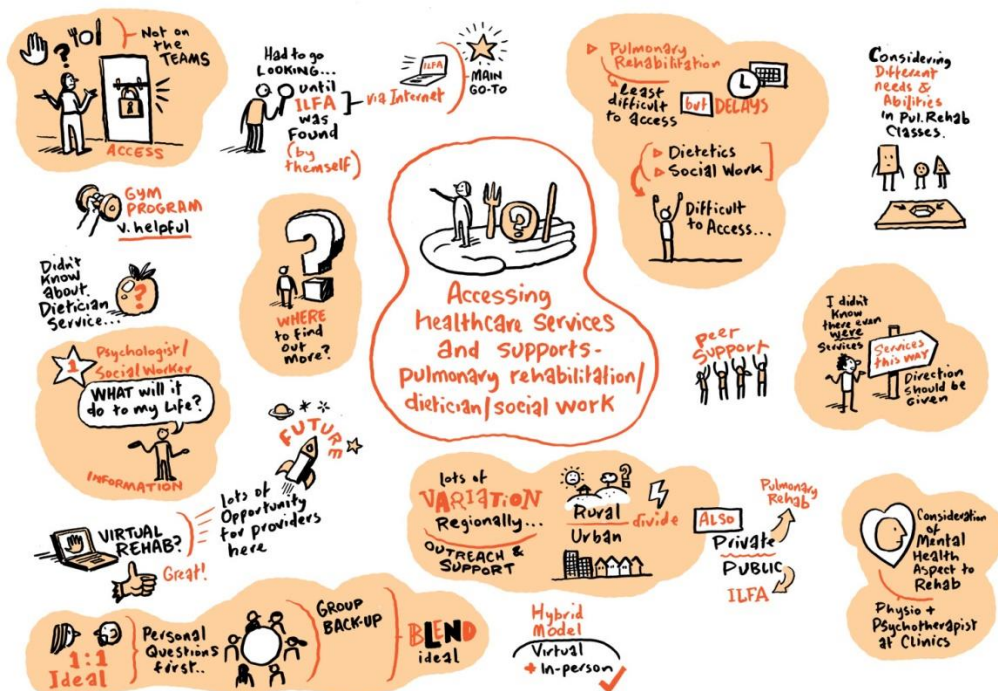 Not on
the
TEAMS
?
ACCESS
Had to go
LOOKING...
until
ILFA
was
Found
(by
themself)
via Internet
ILFA
MAIN
GO-TO
Pulmonary
Rehabilitation
Least
difficult
to access
but
DELAYS
Dietetics
Social Work
Difficult
to Access...
Considering
Different
needs &
Abilities
in Pul. Rehab
Classes.
GYM
PROGRAM
v. helpful
Didn't
know
about
Dietician
Service...
?
?
WHERE
to find
out
more?
?
Accessing
healthcare services
and supports-
pulmonary rehabilitation/
dietician/social work
Peer
Support
I didn't
know
there even
were
Services
Services
this way
Direction
should be
Given
1
Psychologist/
Social Worker
WHAT will it
do to my Life?
INFORMATION
FUTURE
Lots of
Opportunity
for providers
here
VIRTUAL
REHAB?
Great!
lots of
VARIATION
Regionally...
OUTREACH &
SUPPORT
?
Rural
Urban
divide
ALSO
Private
PUBLIC
Pulmonary
Rehab
ILFA
Consideration
of
Mental
Health
Aspect to
Rehab
Physio +
Psychotherapist
at Clinics
1:1
Ideal
Personal
Questions
first..
GROUP
BACK-UP
BLEND
ideal
Hybrid
Model
Virtual
+ In-person